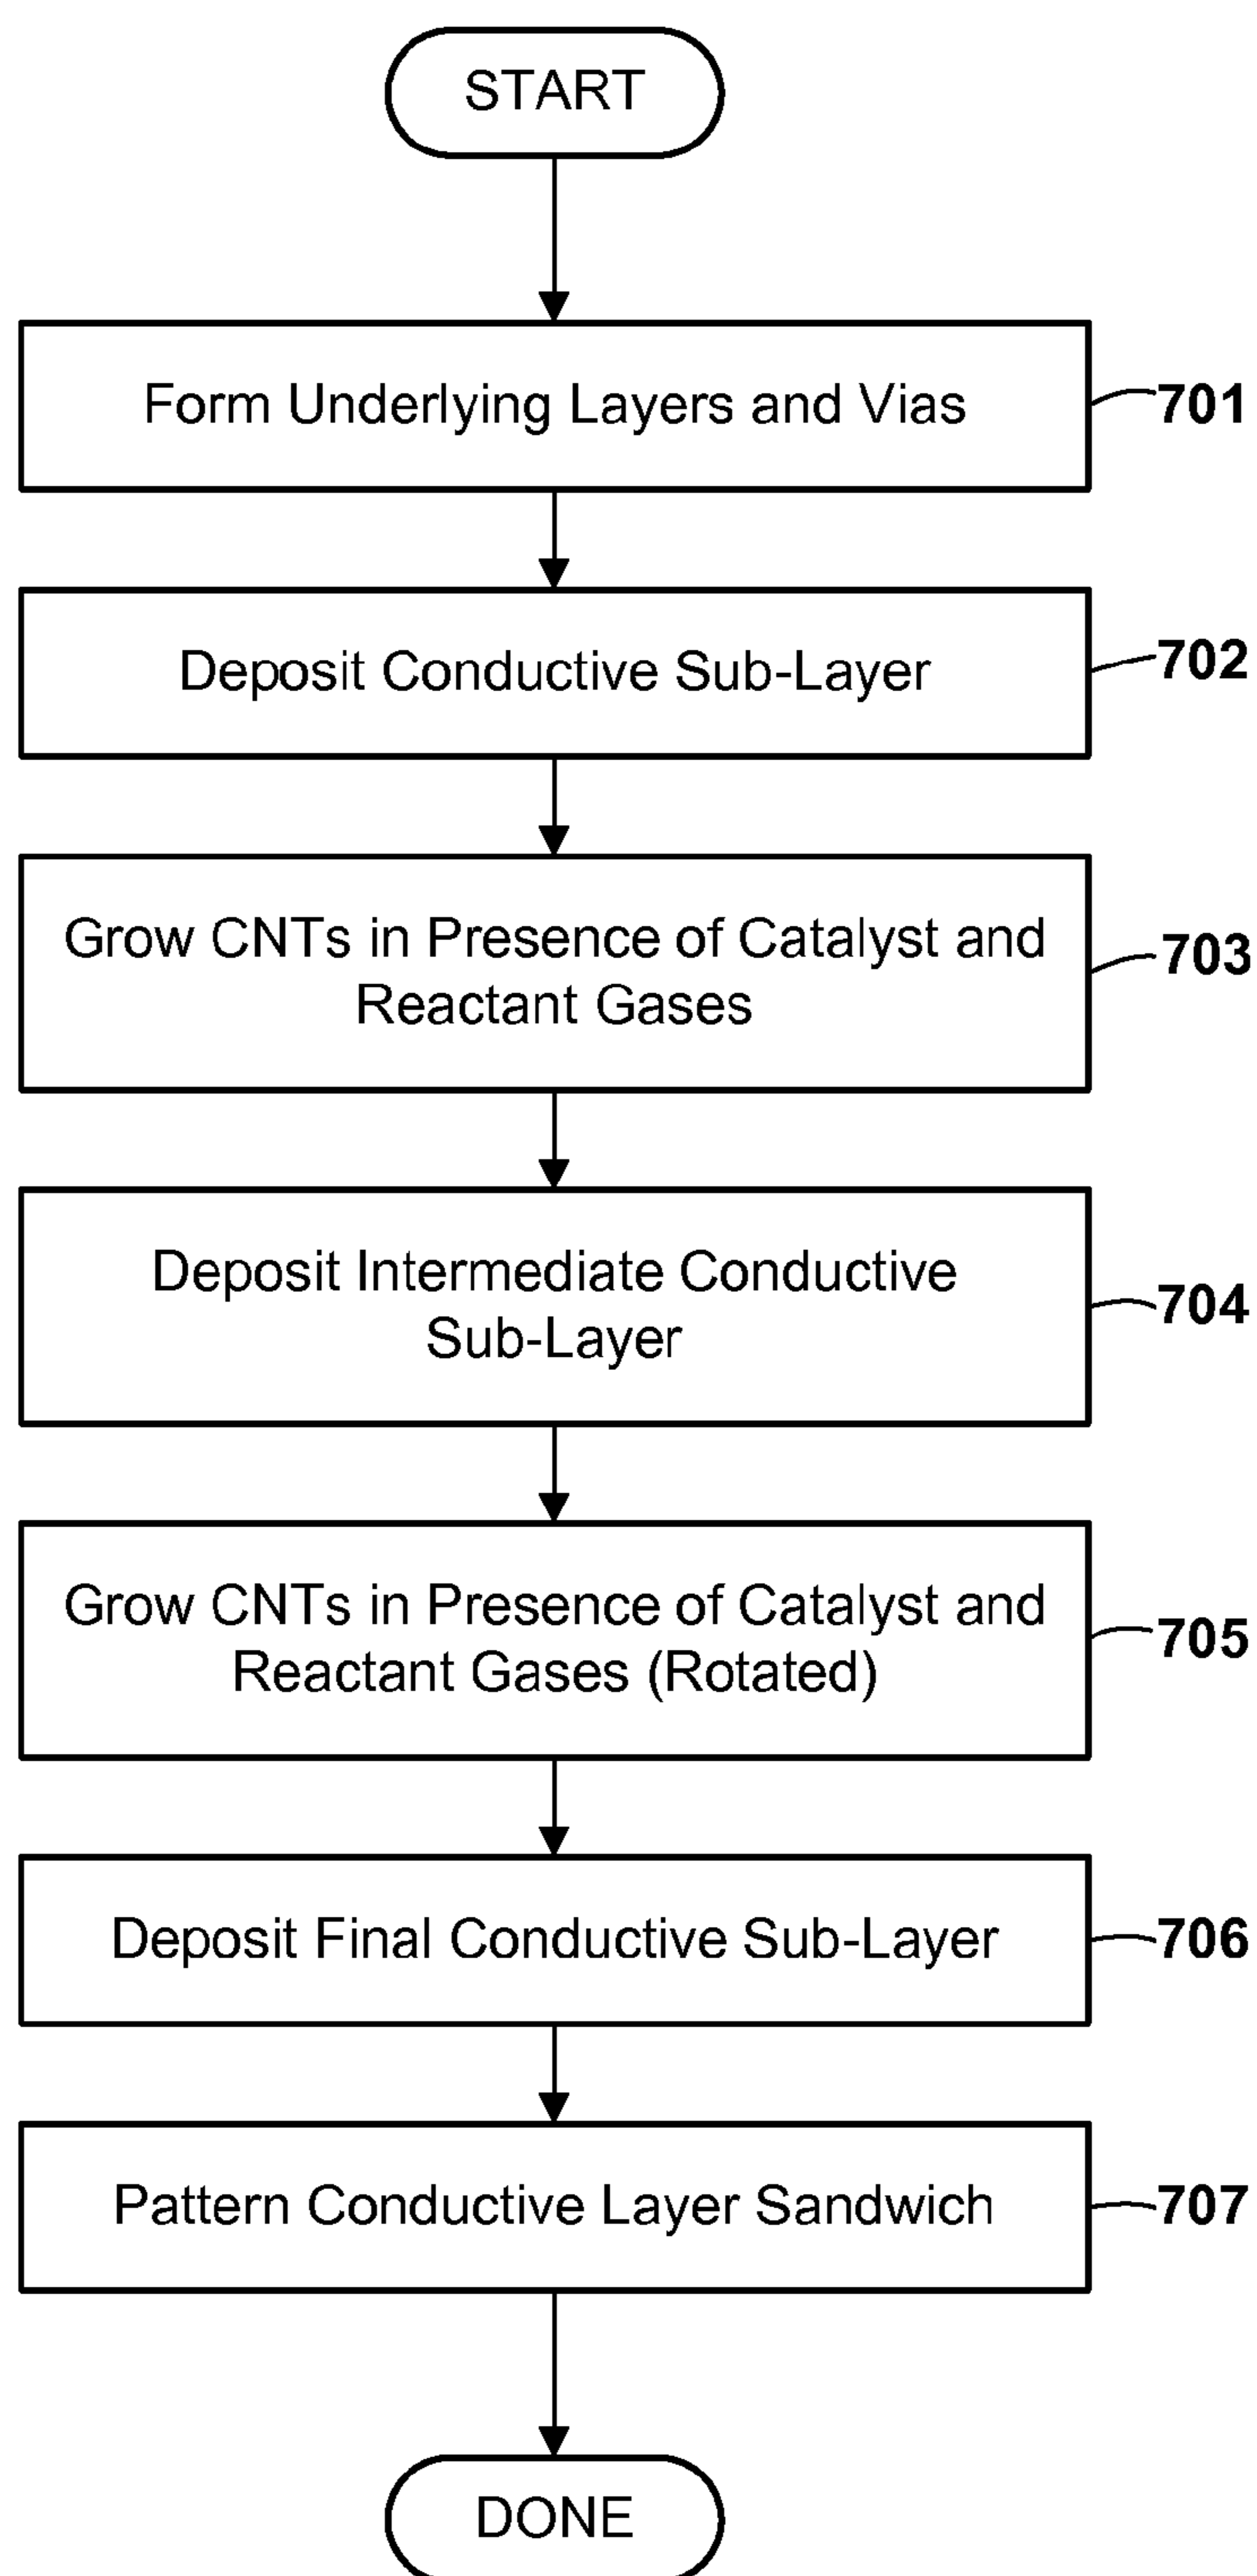 START
Form Underlying Layers and Vias
701
Deposit Conductive Sub-Layer
702
Grow CNTs in Presence of Catalyst and
Reactant Gases
703
Deposit Intermediate Conductive
Sub-Layer
704
Grow CNTs in Presence of Catalyst and
Reactant Gases (Rotated)
705
Deposit Final Conductive Sub-Layer
706
Pattern Conductive Layer Sandwich
707
DONE